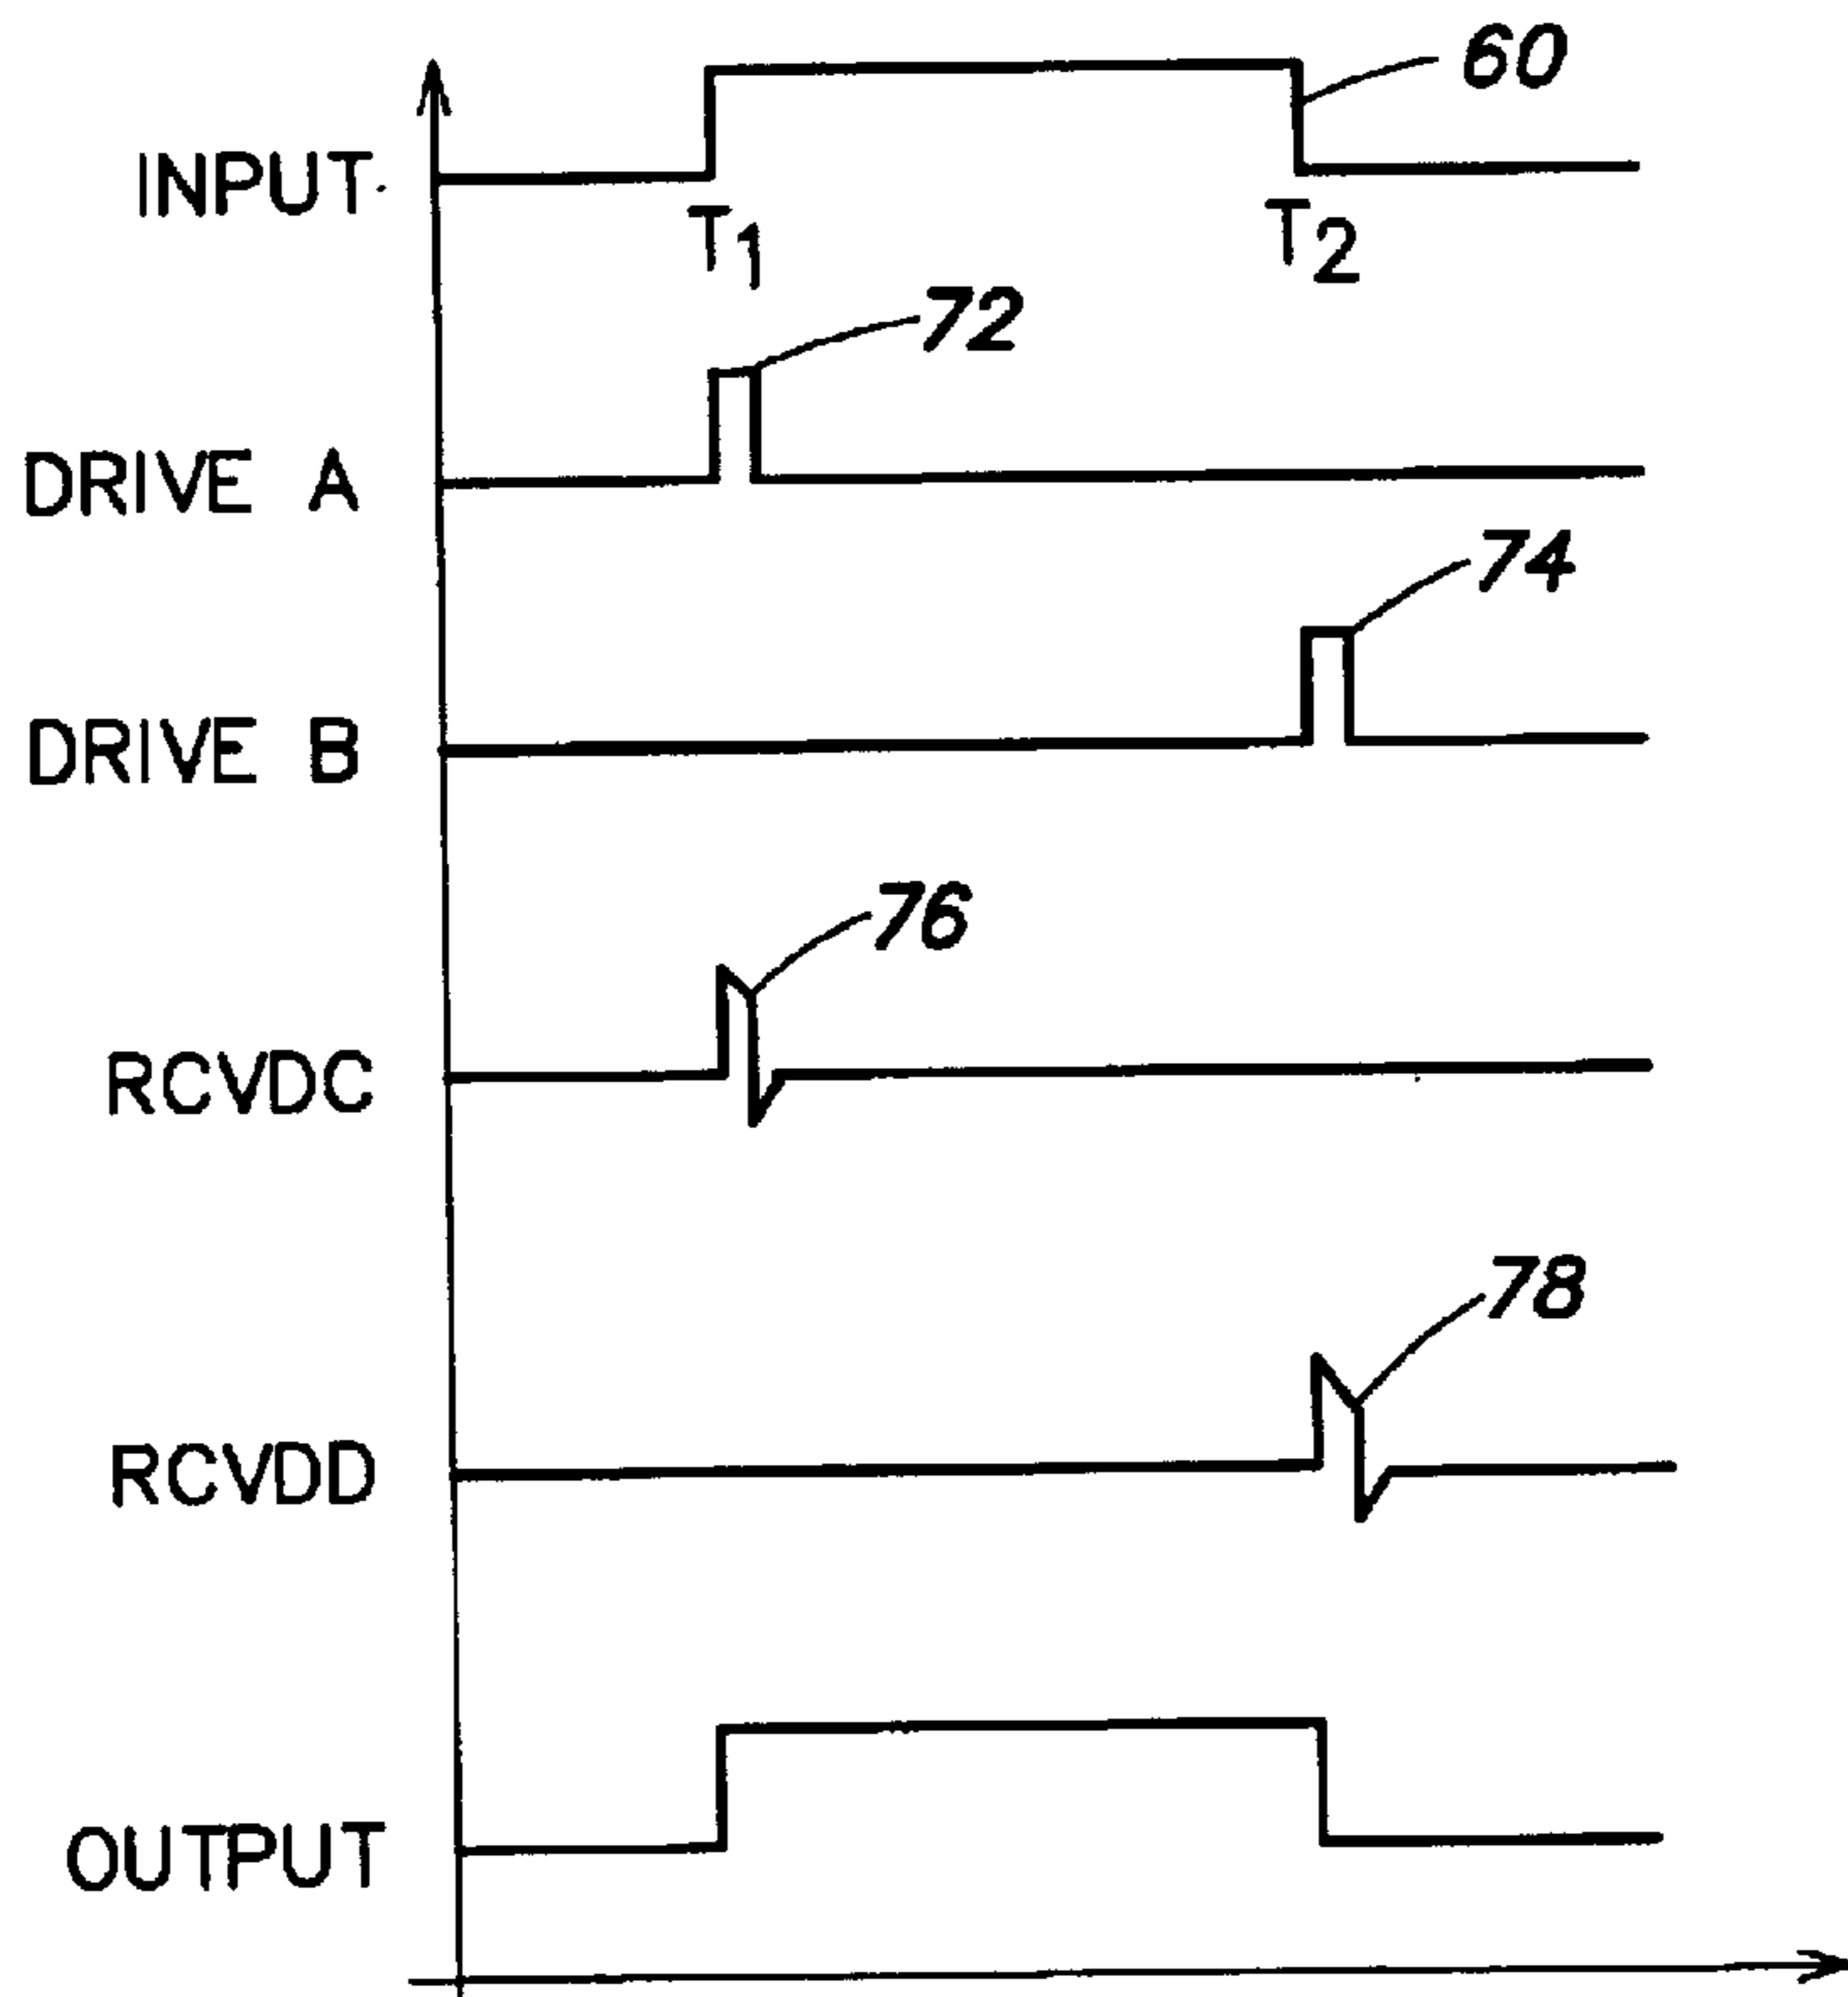 60
INPUT
T1
T2
72
DRIVE A
74
DRIVE B
76
RCVDC
78
RCVDD
OUTPUT